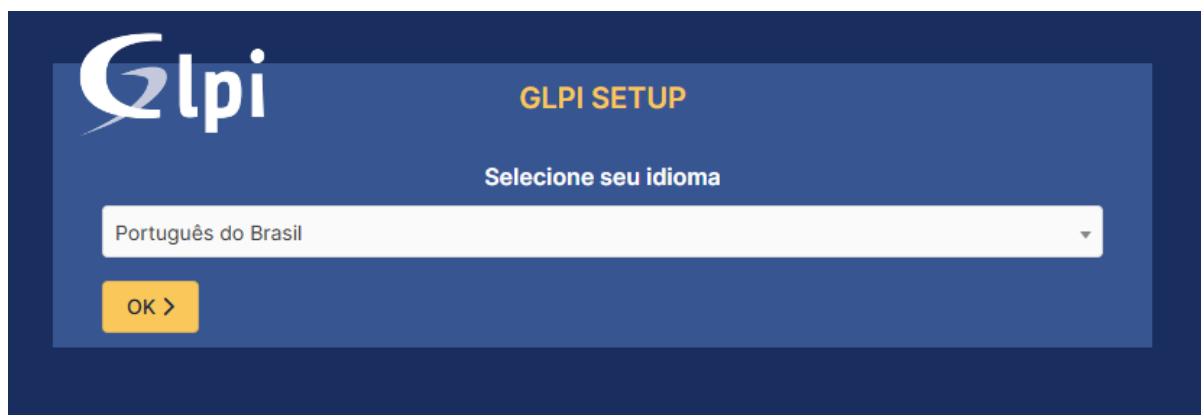 Glpi
GLPI SETUP
Selecione seu idioma
Português do Brasil
OK >